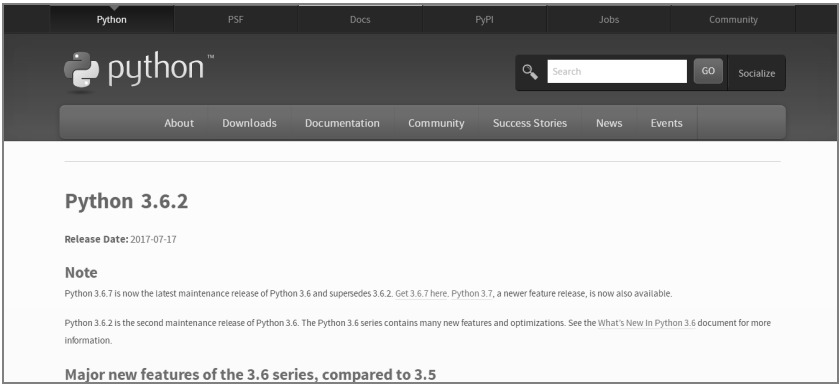 Python
PSF
Docs
PyPI
Jobs
Community
python™
Search
GO
Socialize
About
Downloads
Documentation
Community
Success Stories
News
Events
Python 3.6.2
Release Date: 2017-07-17
Note
Python 3.6.7 is now the latest maintenance release of Python 3.6 and supersedes 3.6.2. Get 3.6.7 here. Python 3.7, a newer feature release, is now also available.
Python 3.6.2 is the second maintenance release of Python 3.6. The Python 3.6 series contains many new features and optimizations. See the What's New In Python 3.6 document for more
information.
Major new features of the 3.6 series, compared to 3.5